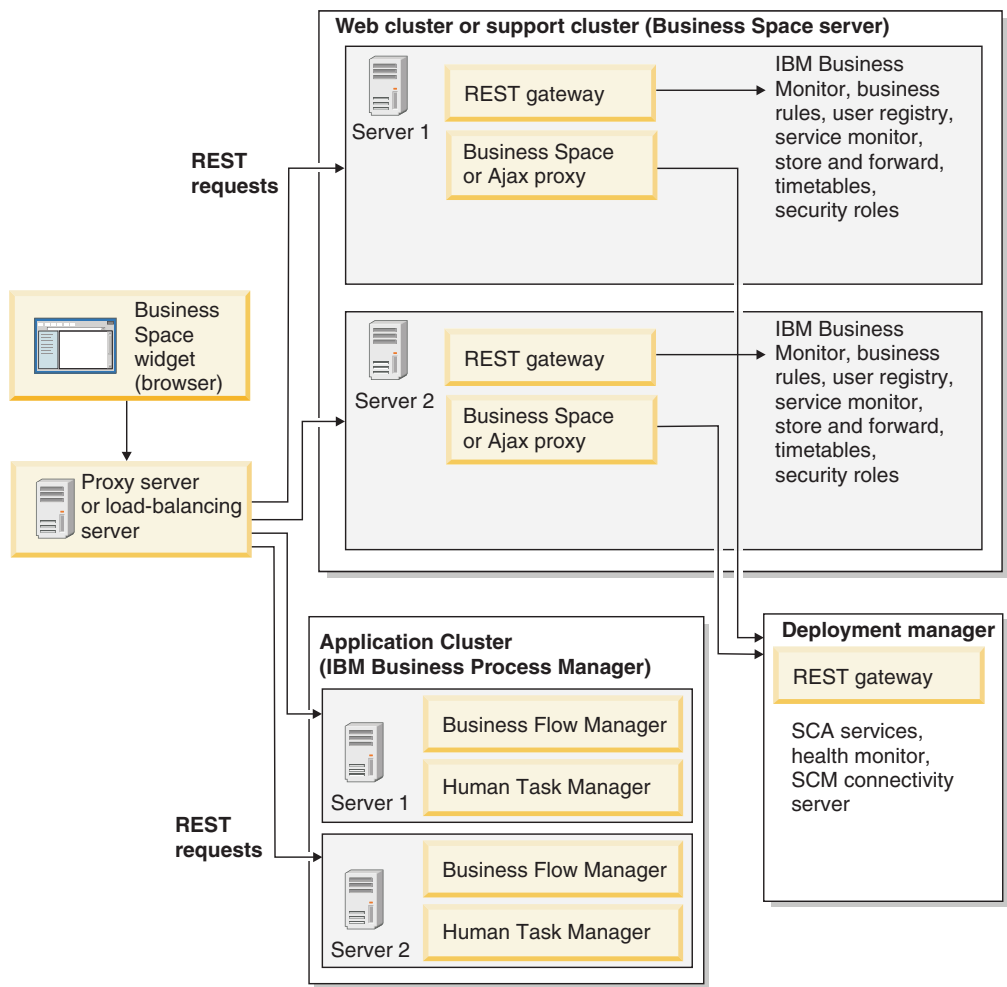 Web cluster or support cluster (Business Space server)
Server 1
REST gateway
Business Space
or Ajax proxy
IBM Business
Monitor, business
rules, user registry,
service monitor,
store and forward,
timetables,
security roles
REST
requests
Business
Space
widget
(browser)
Server 2
REST gateway
Business Space
or Ajax proxy
IBM Business
Monitor, business
rules, user registry,
service monitor,
store and forward,
timetables,
security roles
Proxy server
or load-balancing
server
Application Cluster
(IBM Business Process Manager)
Server 1
Business Flow Manager
Human Task Manager
REST
requests
Server 2
Business Flow Manager
Human Task Manager
Deployment manager
REST gateway
SCA services,
health monitor,
SCM connectivity
server